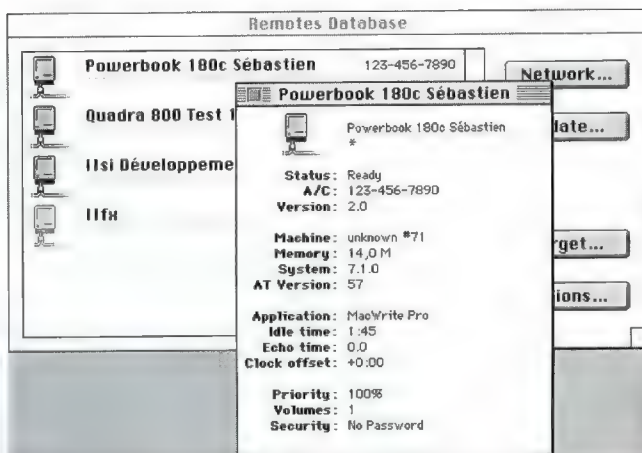 Remotes Database
Powerbook 180c Sébastien 123-456-7890
Quadra 800 Test 1
IIsi Développeme
IIfx
Network...
date...
rget...
ions...
Powerbook 180c Sébastien
Powerbook 180c Sébastien
*
Status: Ready
A/C: 123-456-7890
Version: 2.0
Machine: unknown #71
Memory: 14,0 M
System: 7.1.0
AT Version: 57
Application: MacWrite Pro
Idle time: 1:45
Echo time: 0.0
Clock offset: +0:00
Priority: 100%
Volumes: 1
Security: No Password